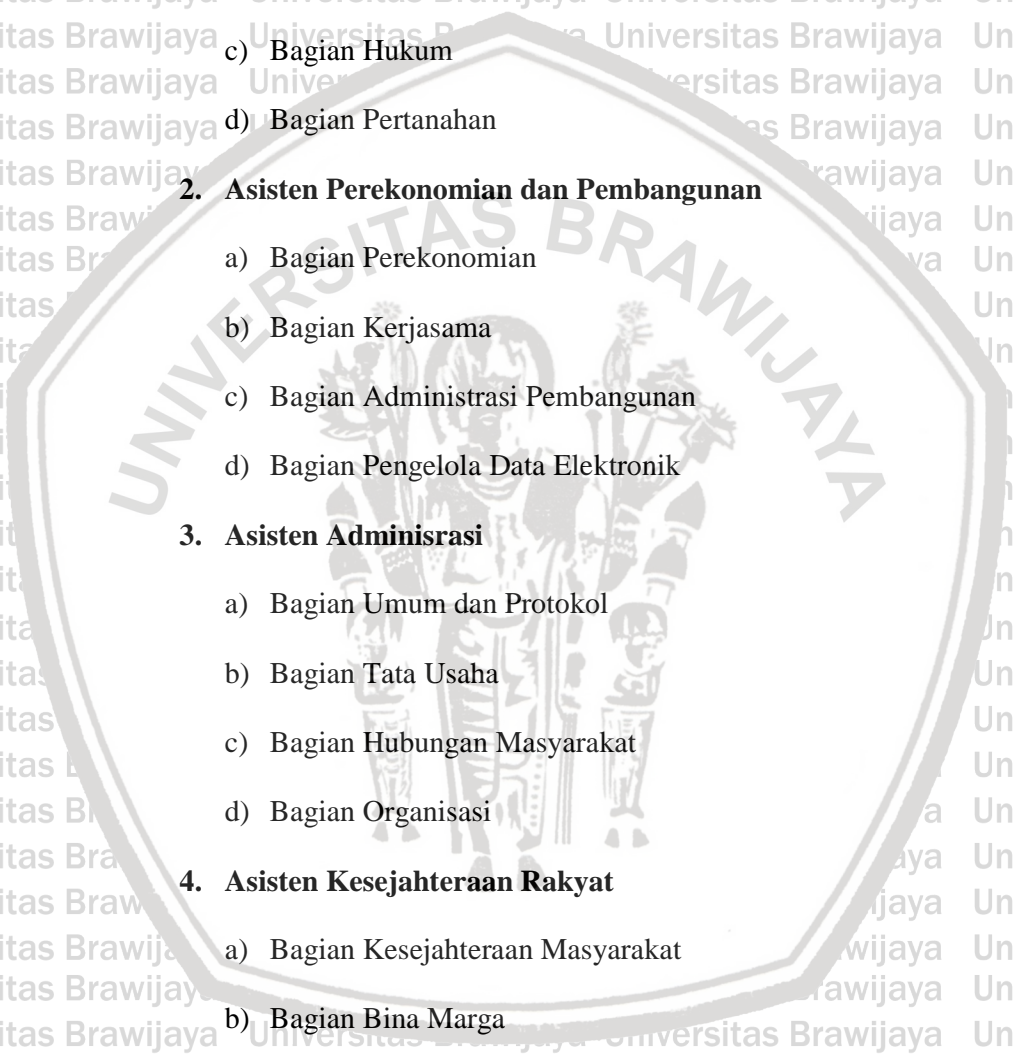 c) Bagian Hukum
d) Bagian Pertanahan
2. Asisten Perekonomian dan Pembangunan
a) Bagian Perekonomian
b) Bagian Kerjasama
c) Bagian Administrasi Pembangunan
d) Bagian Pengelola Data Elektronik
3. Asisten Adminisrasi
a) Bagian Umum dan Protokol
b) Bagian Tata Usaha
c) Bagian Hubungan Masyarakat
d) Bagian Organisasi
4. Asisten Kesejahteraan Rakyat
a) Bagian Kesejahteraan Masyarakat
b) Bagian Bina Marga
UNIVERSITAS BRAWIJAYA